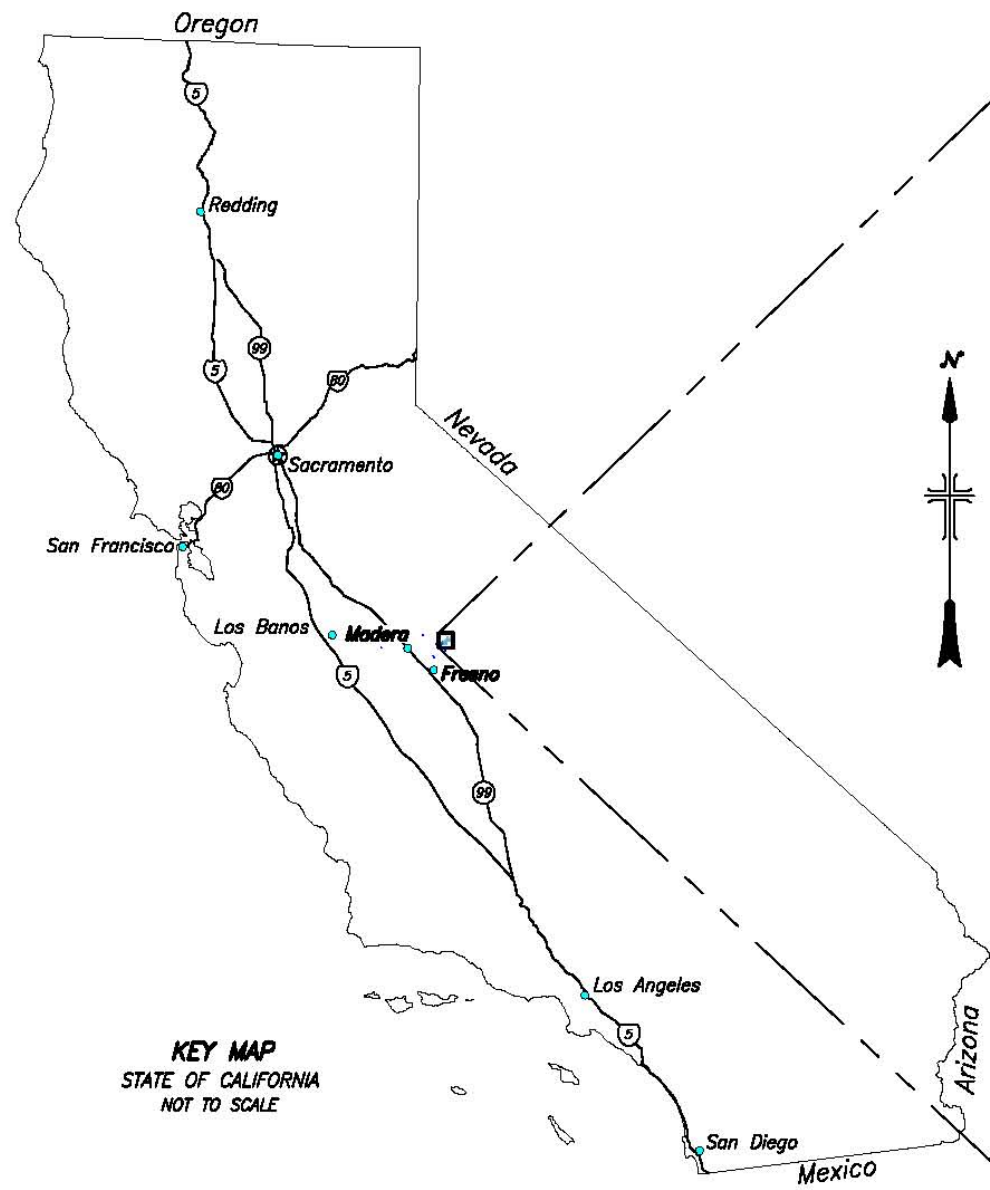 Oregon
5
Redding
99
5
80
Nevada
N
Sacramento
80
San Francisco
Los Banos
Madera
Fresno
5
99
Los Angeles
5
Arizona
KEY MAP
STATE OF CALIFORNIA
NOT TO SCALE
San Diego
Mexico